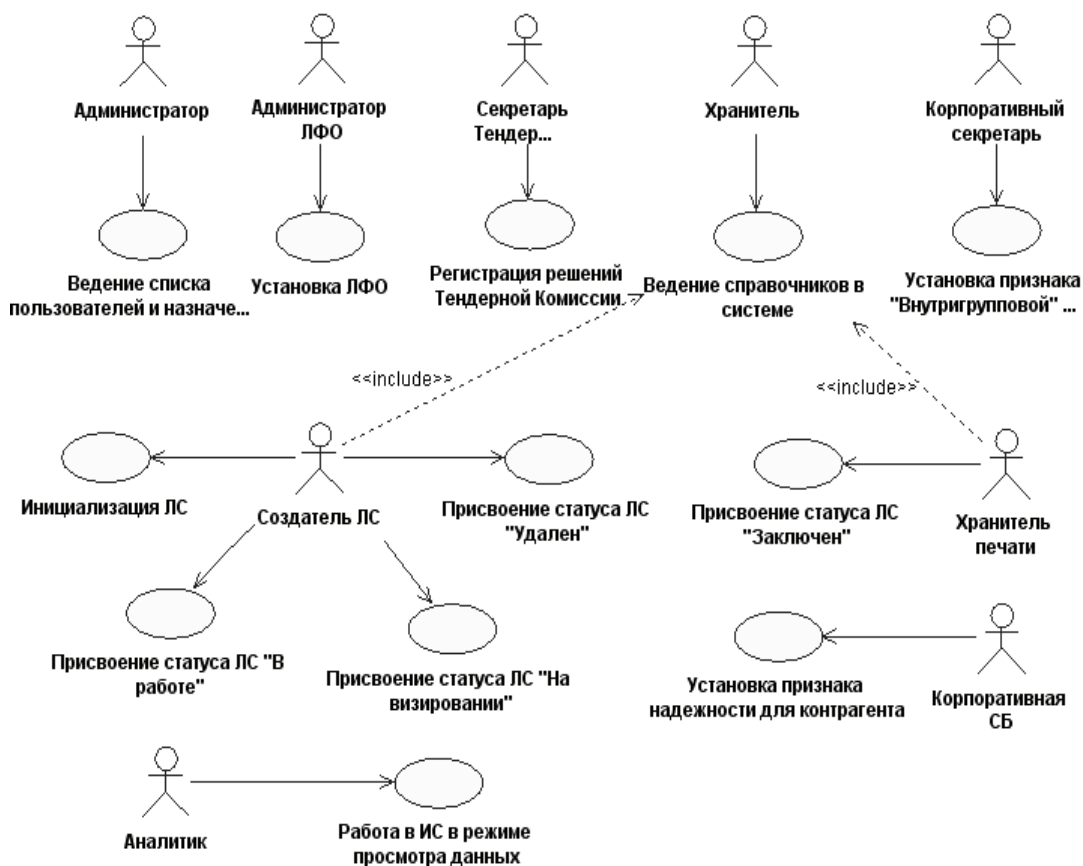 Администратор
Администратор
ЛФО
Секретарь
Тендер...
Хранитель
Корпоративный
секретарь
Ведение списка
пользователей и назначе...
Установка ЛФО
Регистрация решений
Тендерной Комиссии.
Ведение справочников в
системе
Установка признака
"Внутригрупповой" ...
<<include>>
<<include>>
Инициализация ЛС
Создатель ЛС
Присвоение статуса ЛС
"Удален"
Присвоение статуса ЛС
"Заключен"
Хранитель
печати
Присвоение статуса ЛС "В
работе"
Присвоение статуса ЛС "На
визировании"
Установка признака
надежности для контрагента
Корпоративная
СБ
Аналитик
Работа в ИС в режиме
просмотра данных